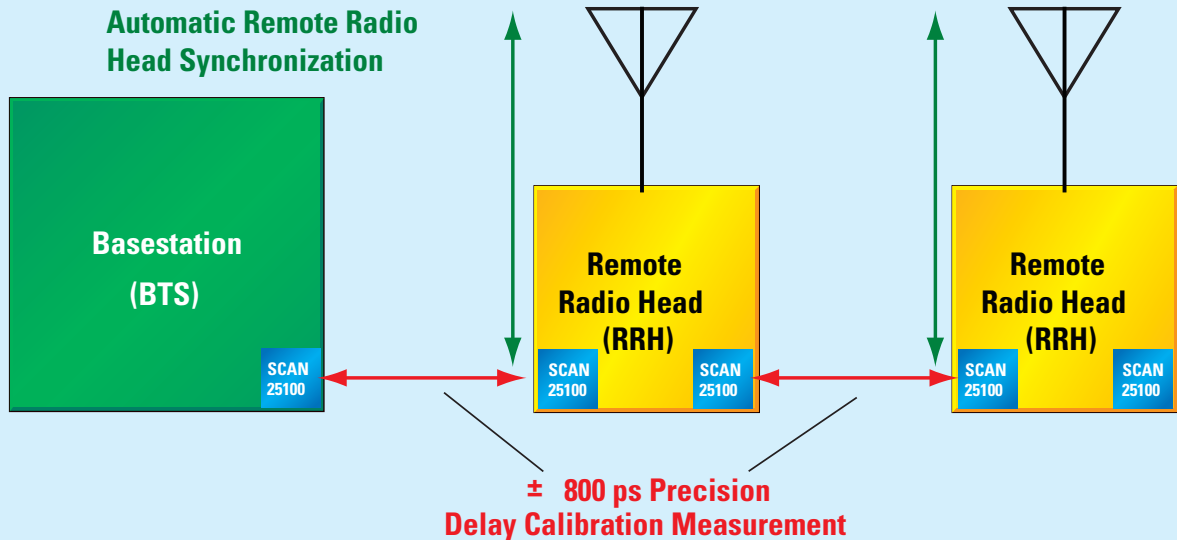 Automatic Remote Radio
Head Synchronization
Basestation
(BTS)
SCAN
25100
Remote
Radio Head
(RRH)
SCAN
25100
SCAN
25100
Remote
Radio Head
(RRH)
SCAN
25100
SCAN
25100
± 800 ps Precision
Delay Calibration Measurement